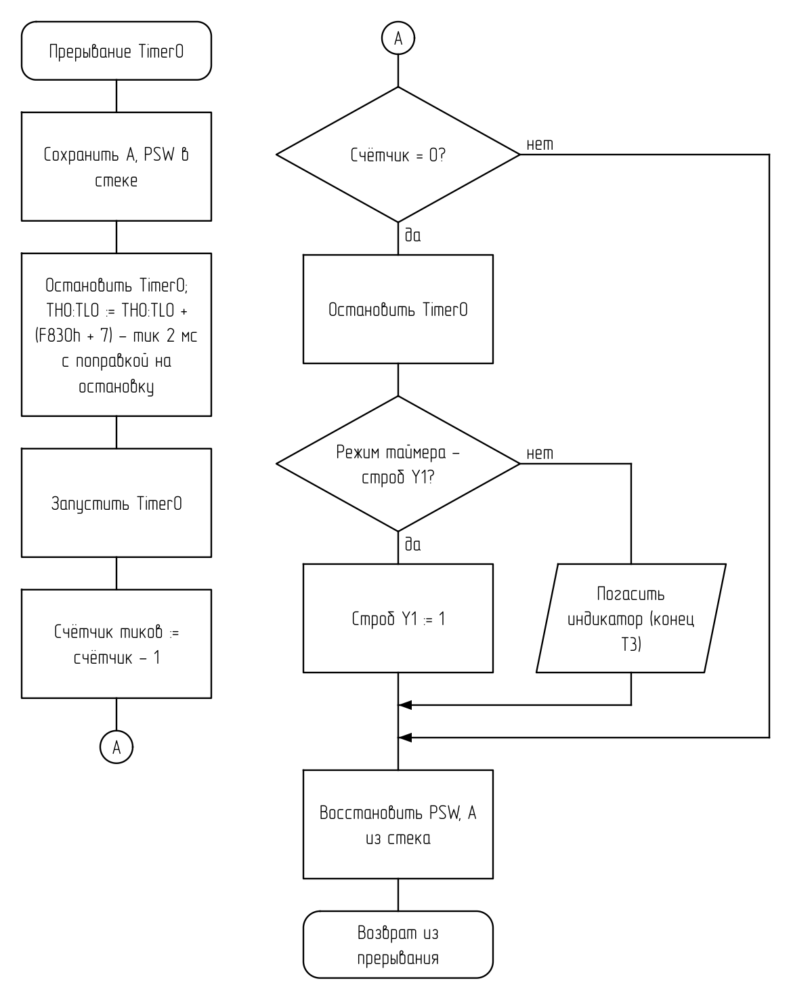 Прерывание Timer0
Сохранить A, PSW в
стеке
Остановить Timer0;
TH0:TL0 := TH0:TL0 +
(F830h + 7) – тик 2 мс
с поправкой на
остановку
Запустить Timer0
Счётчик тиков :=
счётчик – 1
А
А
Счётчик = 0?
нет
да
Остановить Timer0
Режим таймера –
строб Y1?
нет
да
Строб Y1 := 1
Погасить
индикатор (конец
T3)
Восстановить PSW, A
из стека
Возврат из
прерывания